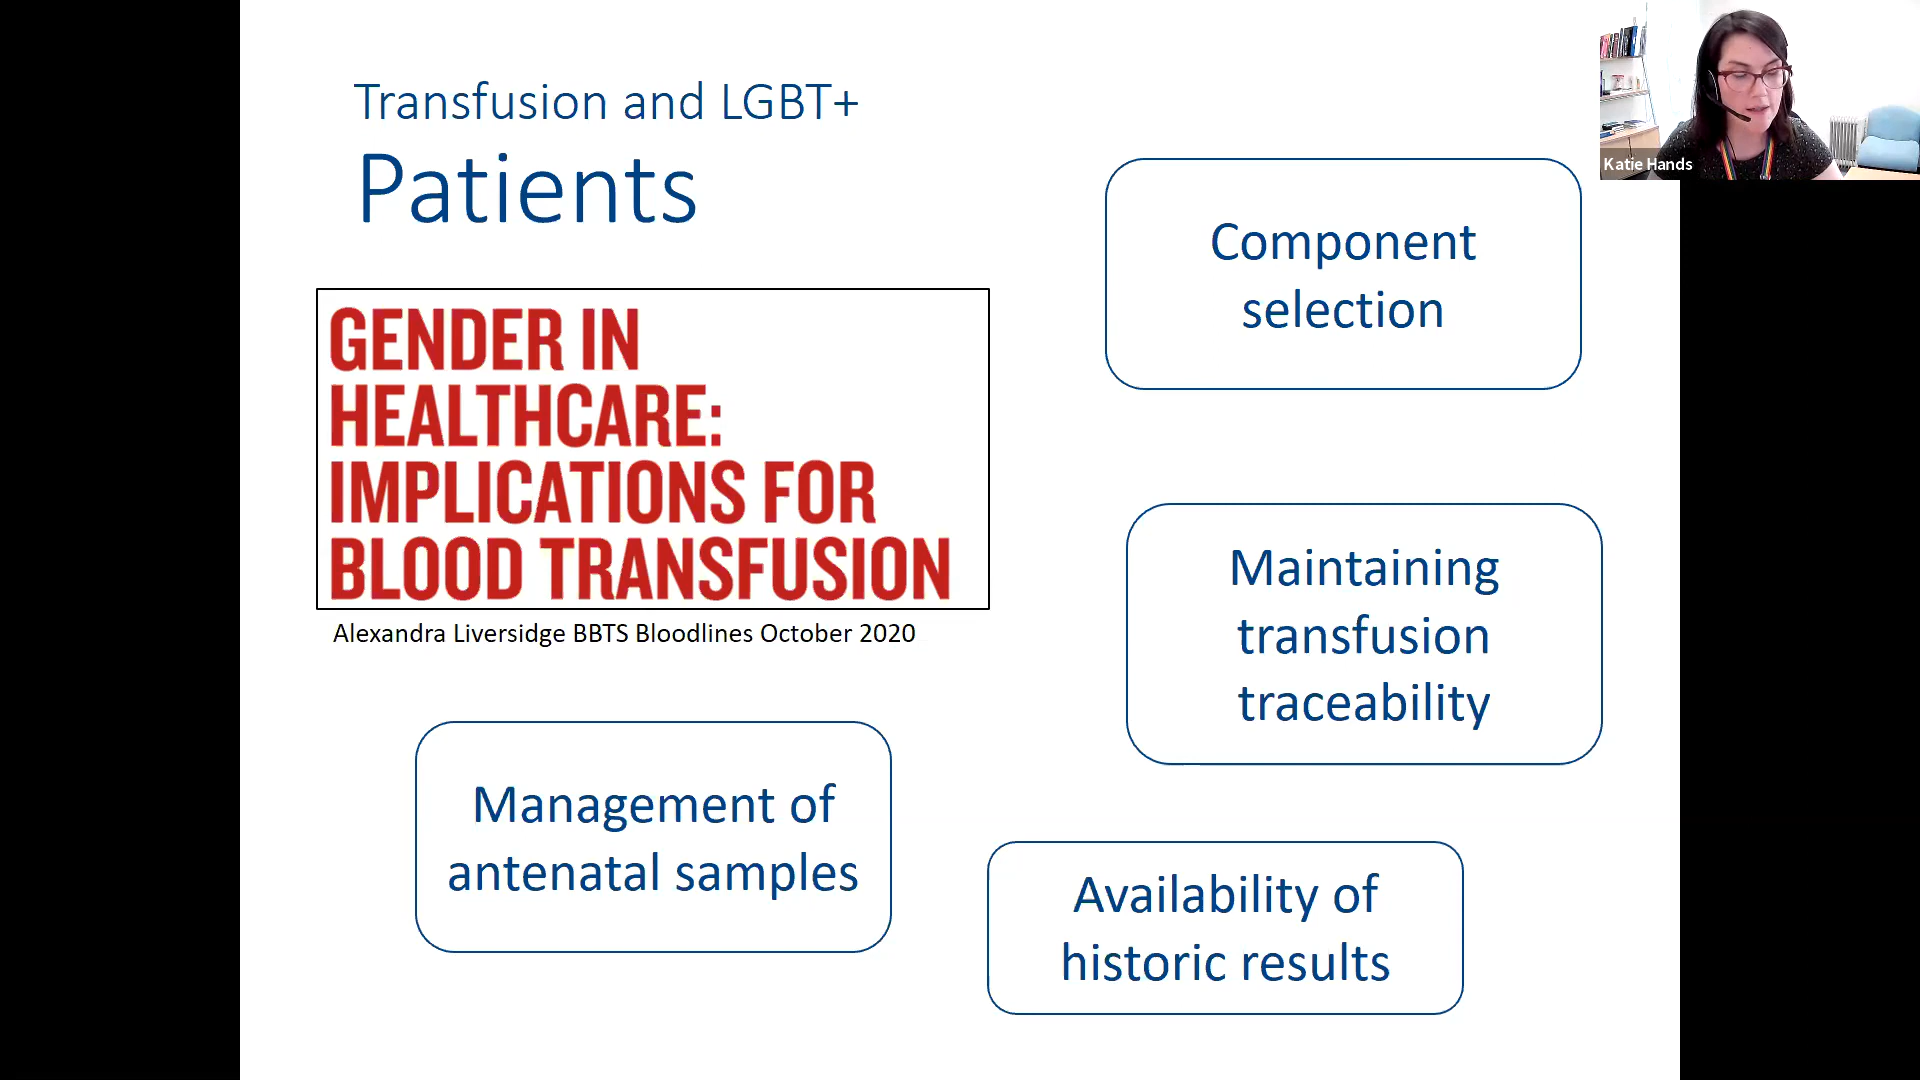 Transfusion and LGBT+
Patients
GENDER IN
HEALTHCARE:
IMPLICATIONS FOR
BLOOD TRANSFUSION
Alexandra Liversidge BBTS Bloodlines October 2020
Component
selection
Maintaining
transfusion
traceability
Management of
antenatal samples
Availability of
historic results
Katie Hands